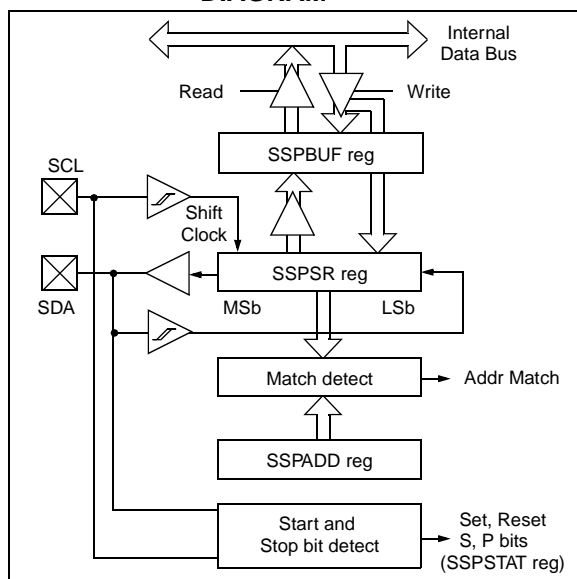 DIAGRAM
Internal
Data Bus
Read
Write
SSPBUF reg
SCL
Shift
Clock
SSPSR reg
SDA
MSb
LSb
Match detect
Addr Match
SSPADD reg
Start and
Stop bit detect
Set, Reset
S, P bits
(SSPSTAT reg)